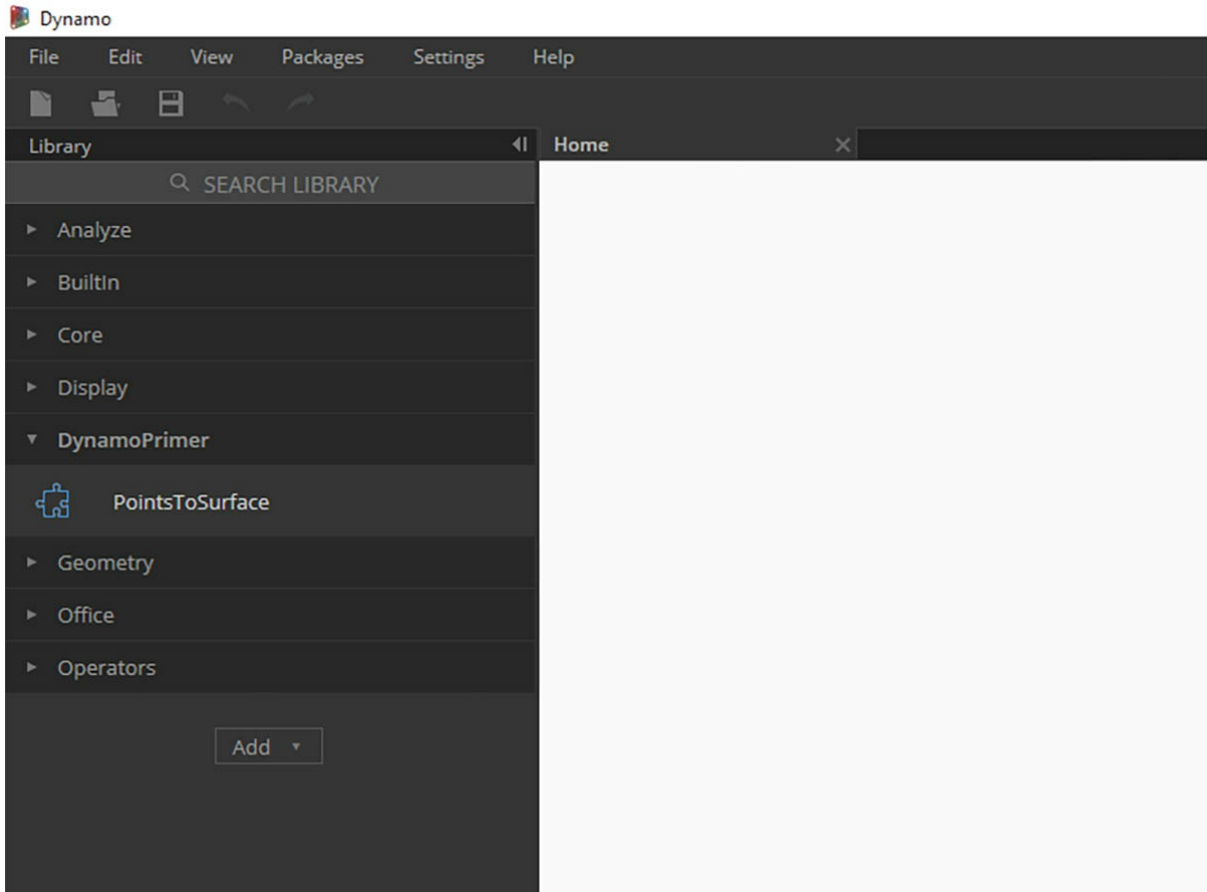 Dynamo
File Edit View Packages Settings Help
Library
Home
SEARCH LIBRARY
Analyze
BuiltIn
Core
Display
DynamoPrimer
PointsToSurface
Geometry
Office
Operators
Add